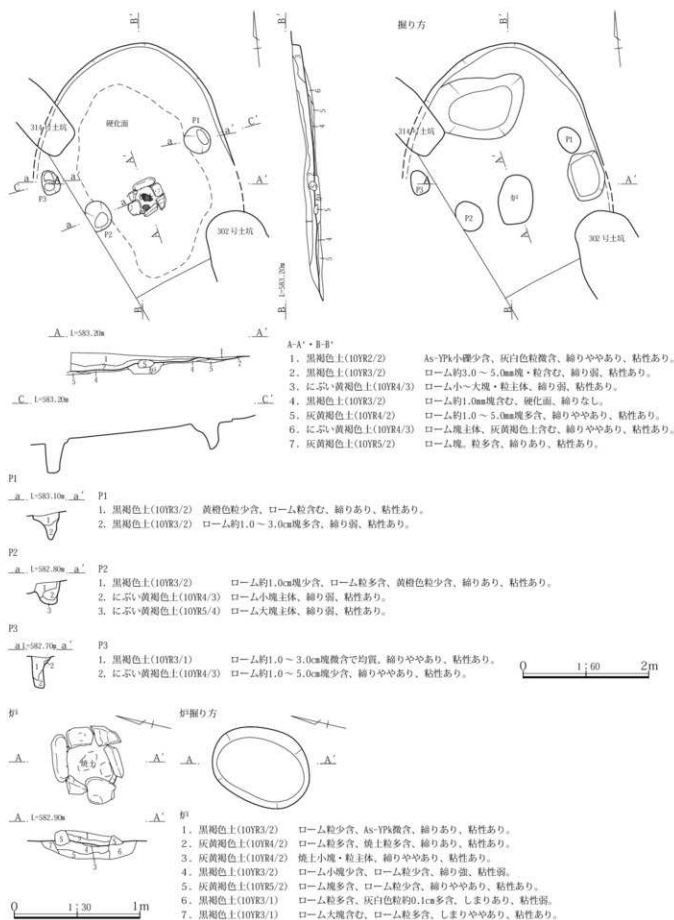 掘り方
B'
B'
314号土坑
硬化面
P1
a'
C'
a
A'
C
A
a
a'
P3
A'
a
P2
A
302号土坑
B
B
L=583.20m
314号土坑
P1
A
A'
A'
P3
P2
炉
A
302号土坑
B
A L=583.20m A'
C L=583.20m C'
A-A'・B-B'
1. 黒褐色土(10YR2/2) As-YPk小礫少含、灰白色粒微含、締りややあり、粘性あり。
2. 黒褐色土(10YR3/2) ローム約3.0～5.0mm塊・粒含む、締り弱、粘性あり。
3. にぶい黄褐色土(10YR4/3) ローム小～大塊・粒主体、締り弱、粘性あり。
4. 黒褐色土(10YR3/2) ローム約1.0mm塊含む、硬化面、締りなし。
5. 灰黄褐色土(10YR4/2) ローム約1.0～5.0mm塊多含、締りややあり、粘性あり。
6. にぶい黄褐色土(10YR4/3) ローム塊主体、灰黄褐色土含む、締りややあり、粘性あり。
7. 灰黄褐色土(10YR5/2) ローム塊。粒多含、締りあり、粘性あり。
P1
a L=583.10m a'
P1
1. 黒褐色土(10YR3/2) 黄橙色粒少含、ローム粒含む、締りあり、粘性あり。
2. 黒褐色土(10YR3/2) ローム約1.0～3.0cm塊多含、締り弱、粘性あり。
P2
a L=582.80m a'
P2
1. 黒褐色土(10YR3/2) ローム約1.0cm塊少含、ローム粒多含、黄橙色粒少含、締りあり、粘性あり。
2. にぶい黄褐色土(10YR4/3) ローム小塊主体、締り弱、粘性あり。
3. にぶい黄褐色土(10YR5/4) ローム大塊主体、締り弱、粘性あり。
P3
a L=582.70m a'
P3
1. 黒褐色土(10YR3/1) ローム約1.0～3.0cm塊微含で均質、締りややあり、粘性あり。
2. にぶい黄褐色土(10YR4/3) ローム約1.0～5.0cm塊少含、締りややあり、粘性あり。
0 1:60 2m
炉
A 焼土 A'
炉掘り方
A A'
A L=582.90m A'
炉
1. 黒褐色土(10YR3/2) ローム粒少含、As-YPk微含、締りあり、粘性あり。
2. 灰黄褐色土(10YR4/2) ローム粒多含、焼土粒多含、締りあり、粘性あり。
3. 灰黄褐色土(10YR4/2) 焼土小塊・粒主体、締りややあり、粘性あり。
4. 黒褐色土(10YR3/2) ローム小塊少含、ローム粒少含、締り強、粘性弱。
5. 灰黄褐色土(10YR5/2) ローム塊多含、ローム粒少含、締りややあり、粘性あり。
6. 黒褐色土(10YR3/1) ローム粒多含、灰白色粒約0.1cm多含、しまりあり、粘性弱。
7. 黒褐色土(10YR3/1) ローム大塊含む、ローム粒多含、しまりややあり、粘性あり。
0 1:30 1m